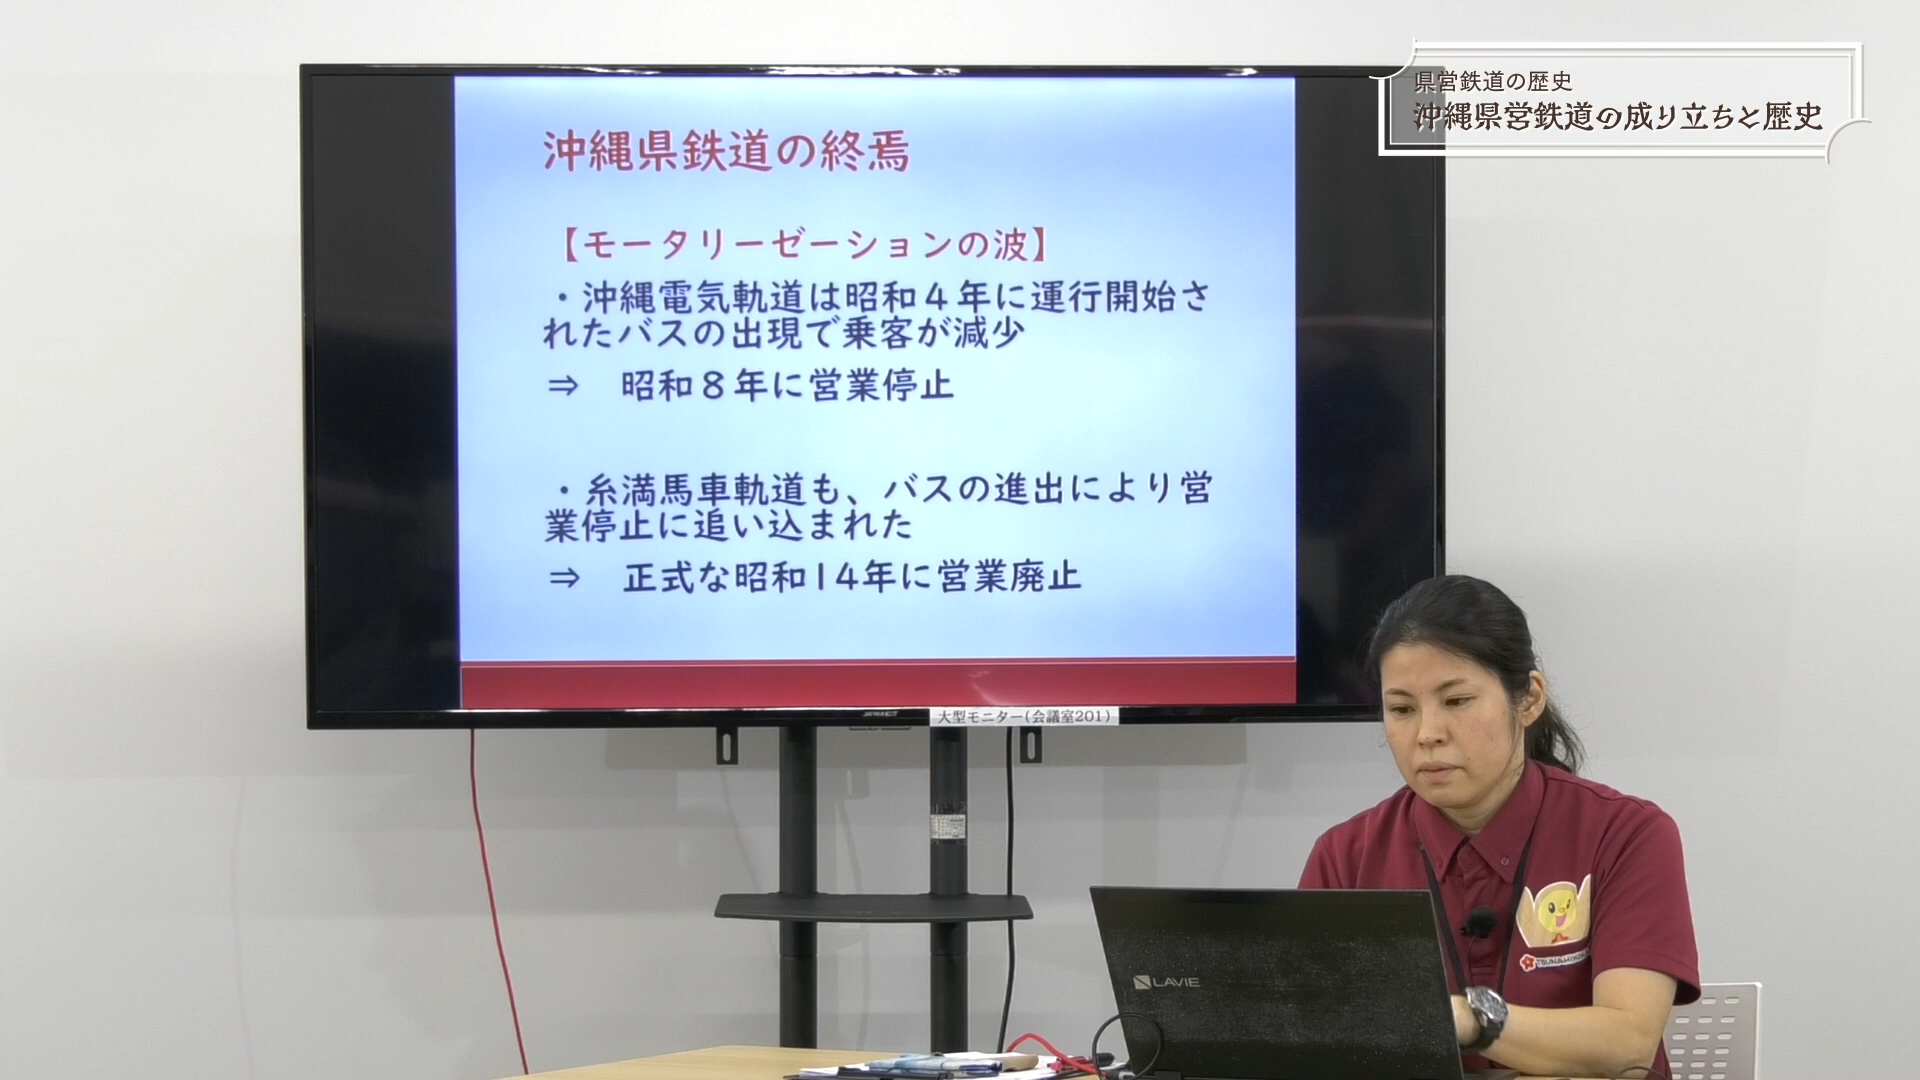 県営鉄道の歴史
沖縄県営鉄道の成り立ちと歴史
沖縄県鉄道の終焉
【モータリーゼーションの波】
・沖縄電気軌道は昭和4年に運行開始さ
れたバスの出現で乗客が減少
⇒ 昭和8年に営業停止
・糸満馬車軌道も、バスの進出により営
業停止に追い込まれた
⇒ 正式な昭和14年に営業廃止
大型モニター(会議室201)
LAVIE